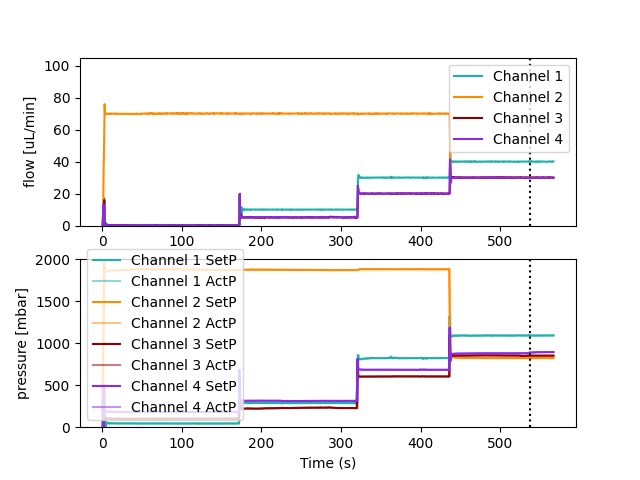 100
80
60
40
20
0
flow [uL/min]
0 100 200 300 400 500
Channel 1
Channel 2
Channel 3
Channel 4
2000
1500
1000
500
0
pressure [mbar]
Channel 1 SetP
Channel 1 ActP
Channel 2 SetP
Channel 2 ActP
Channel 3 SetP
Channel 3 ActP
Channel 4 SetP
Channel 4 ActP
0 100 200 300 400 500
Time (s)